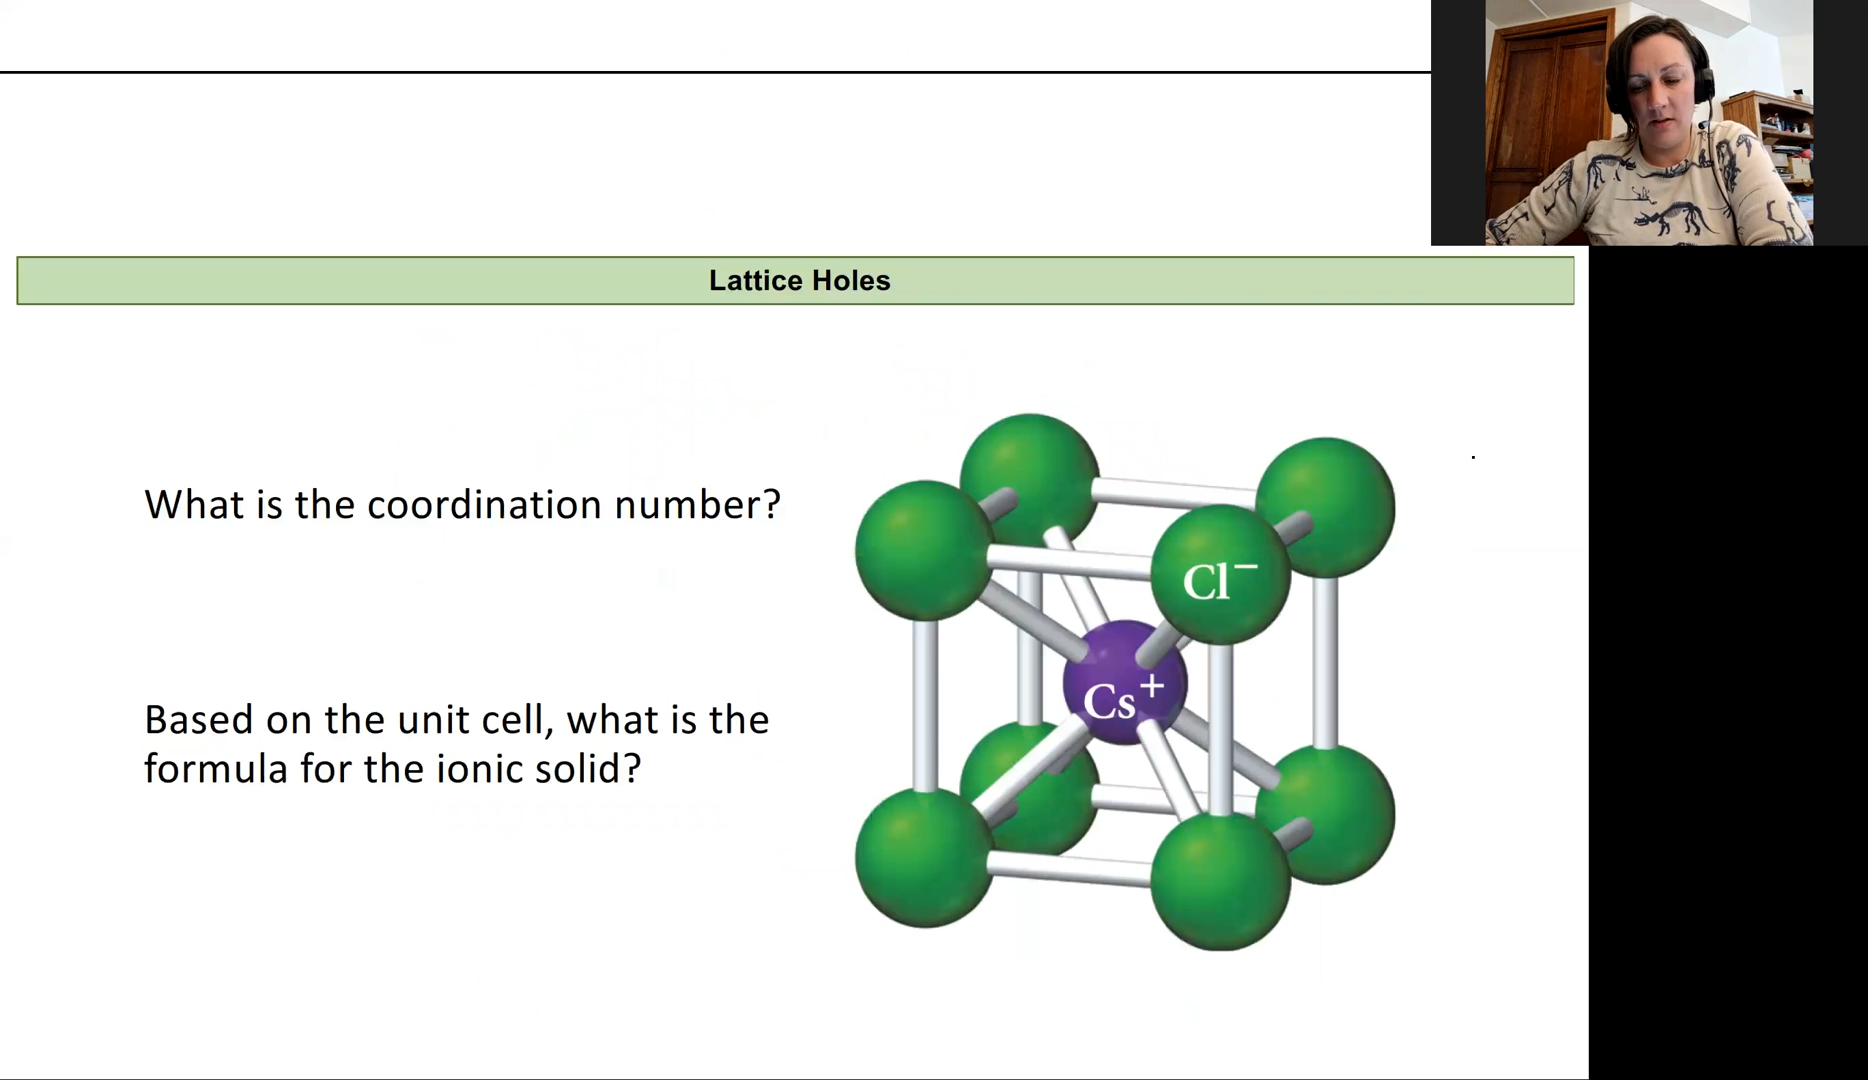 Lattice Holes
What is the coordination number?
Cl−
Cs+
Based on the unit cell, what is the
formula for the ionic solid?